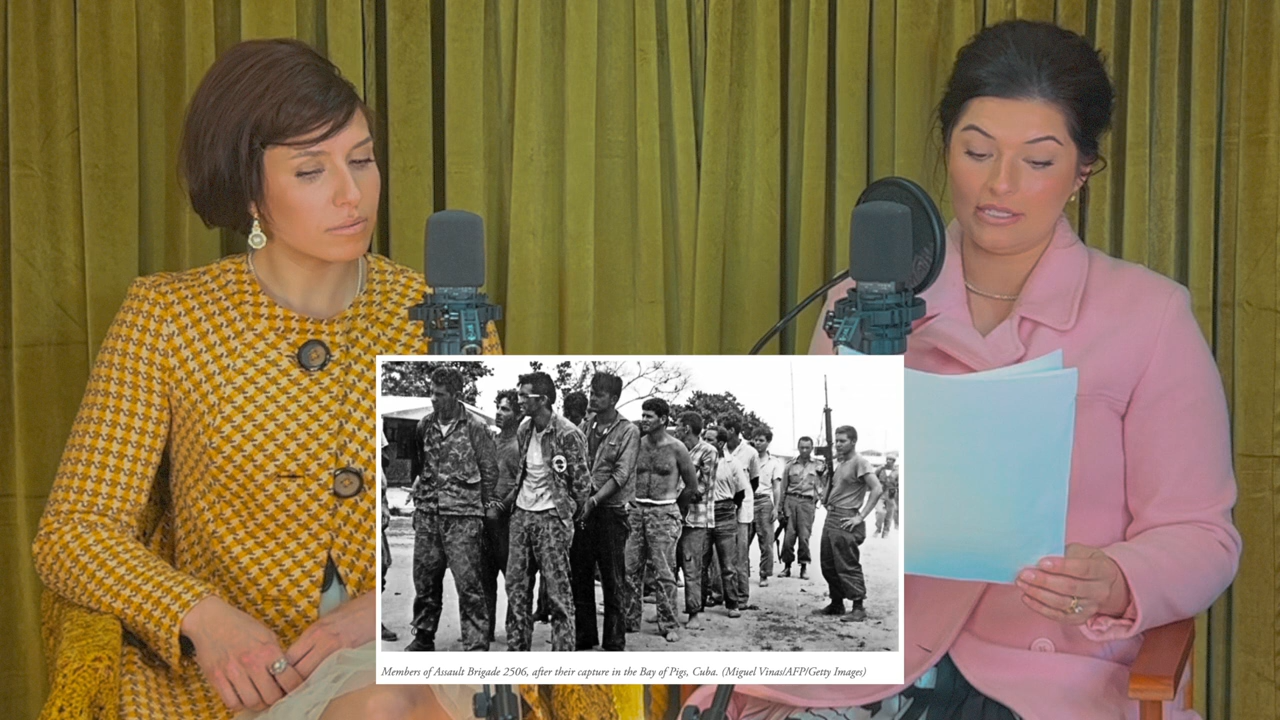 Members of Assault Brigade 2506, after their capture in the Bay of Pigs, Cuba. (Miguel Vinas/AFP/Getty Images)